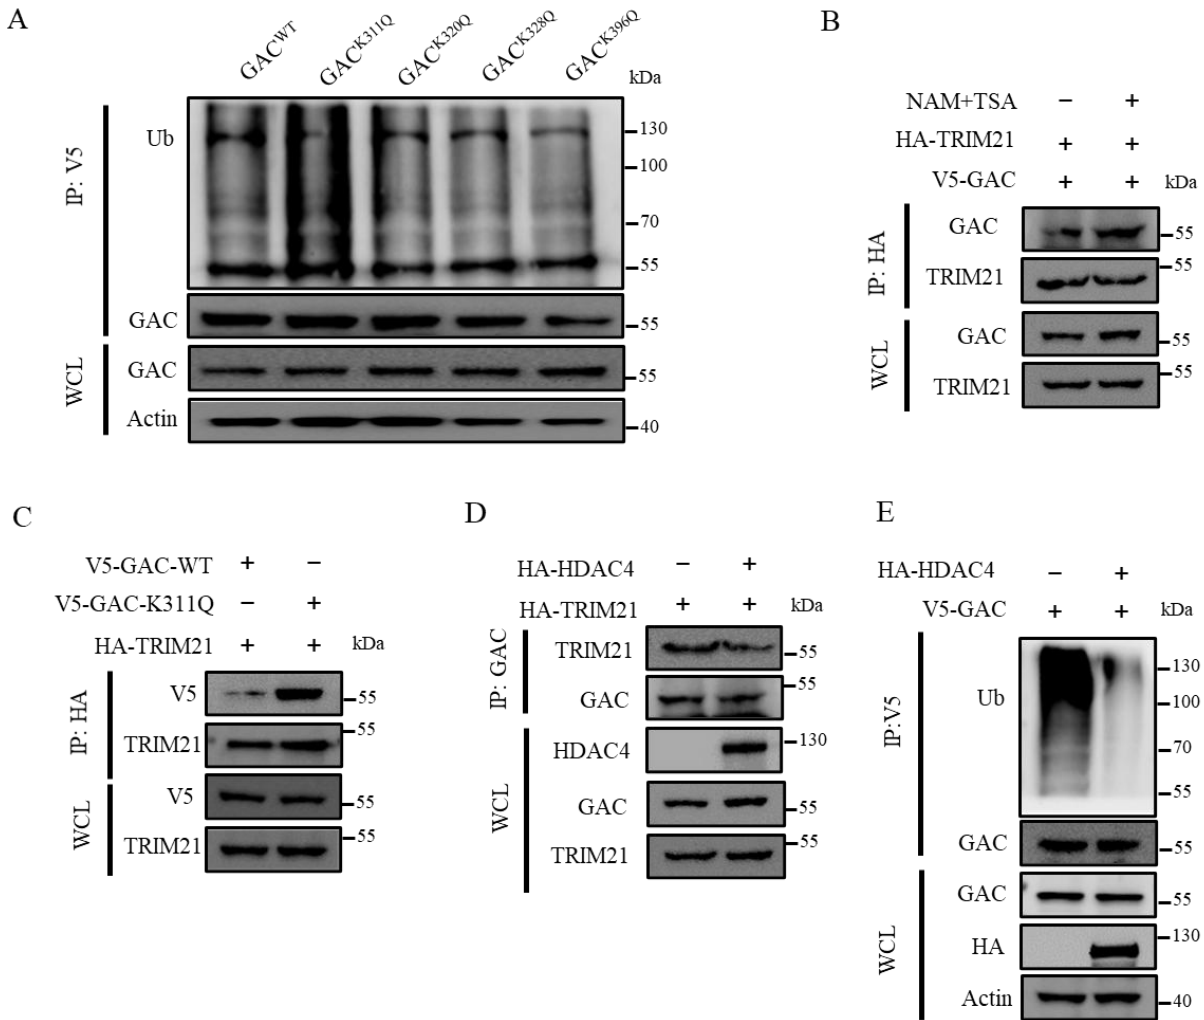 A
GAC^WT GAC^K311Q GAC^K320Q GAC^K328Q GAC^K396Q
kDa
IP: V5
Ub
130
100
70
55
GAC
55
WCL
GAC
55
Actin
40
B
NAM+TSA − +
HA-TRIM21 + +
V5-GAC + + kDa
IP: HA
GAC
55
TRIM21
55
WCL
GAC
55
TRIM21
55
C
V5-GAC-WT + −
V5-GAC-K311Q − +
HA-TRIM21 + + kDa
IP: HA
V5
55
TRIM21
55
WCL
V5
55
TRIM21
55
D
HA-HDAC4 − +
HA-TRIM21 + + kDa
IP: GAC
TRIM21
55
GAC
55
WCL
HDAC4
130
GAC
55
TRIM21
55
E
HA-HDAC4 − +
V5-GAC + + kDa
IP:V5
Ub
130
100
70
55
GAC
55
WCL
GAC
55
HA
130
Actin
40